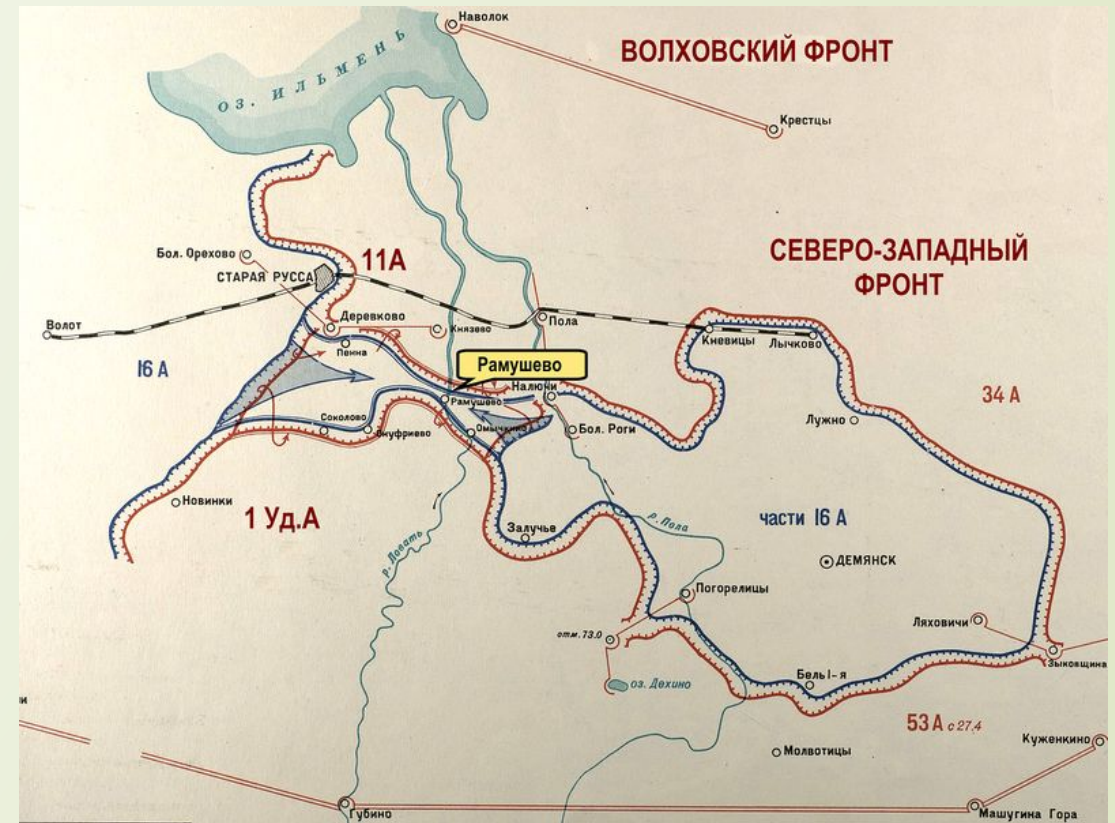 Наволок
ВОЛХОВСКИЙ ФРОНТ
ОЗ. ИЛЬМЕНЬ
Крестцы
Бол. Орехово
11А
СЕВЕРО-ЗАПАДНЫЙ
ФРОНТ
СТАРАЯ РУССА
Волот
Деревково
Князево
Пола
Кневицы
Лычково
Пенна
16 А
Рамушево
Налючи
34 А
Рамушево
Соколово
Онуфриево
Омычкино
Бол. Роги
Лужно
Новинки
1 Уд.А
Залучье
р. Ловать
р. Пола
части 16 А
ДЕМЯНСК
Погорелицы
Ляховичи
отм. 73.0
Зыковщина
оз. Дехино
Бель I-я
53 А с 27.4
Молвотицы
Куженкино
Губино
Машугина Гора